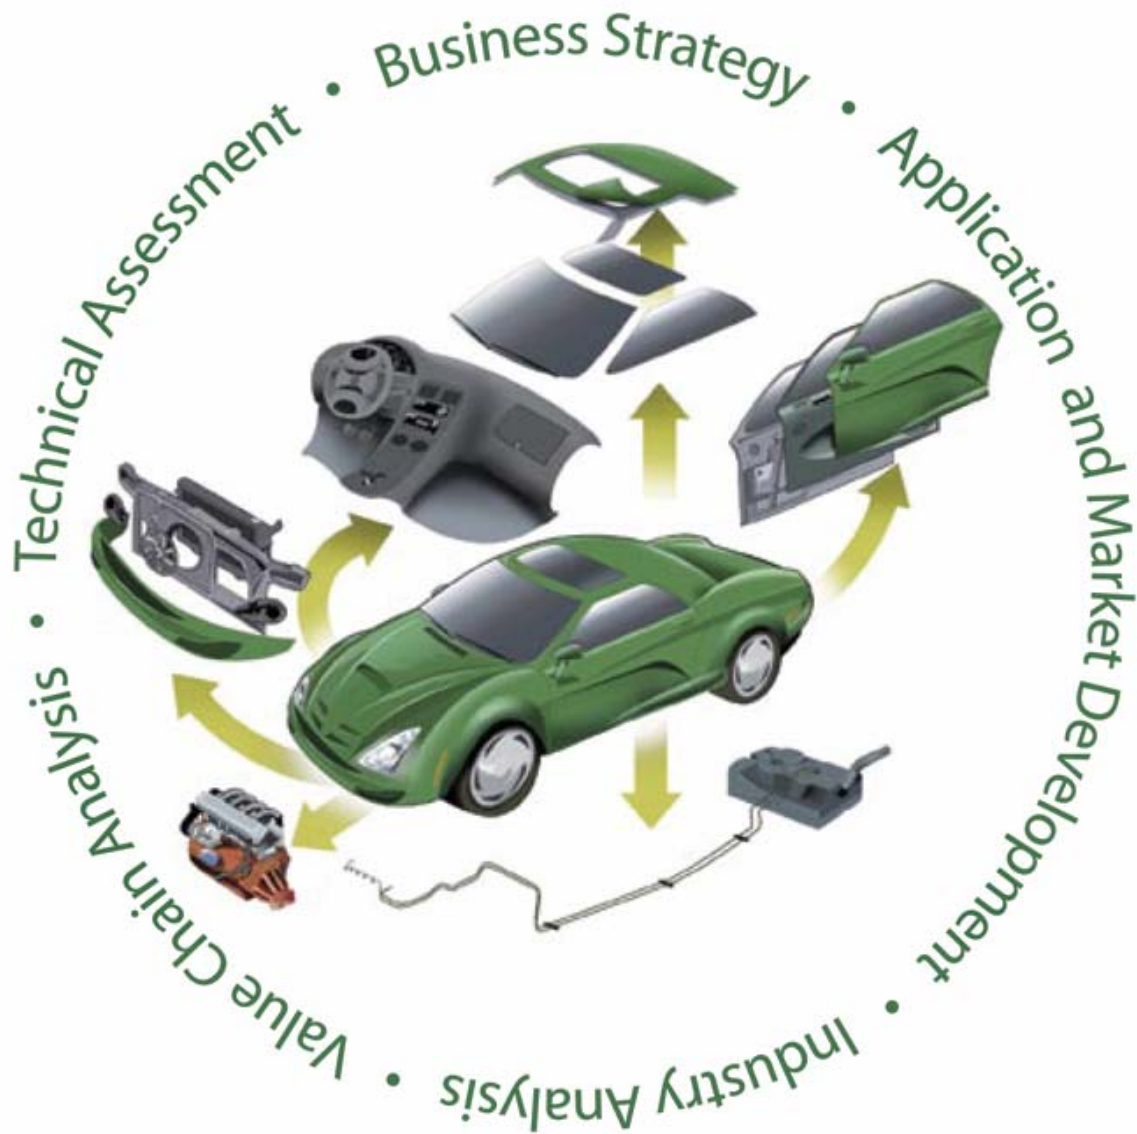 Business Strategy
Application and Market Development
Industry Analysis
Value Chain Analysis
Technical Assessment